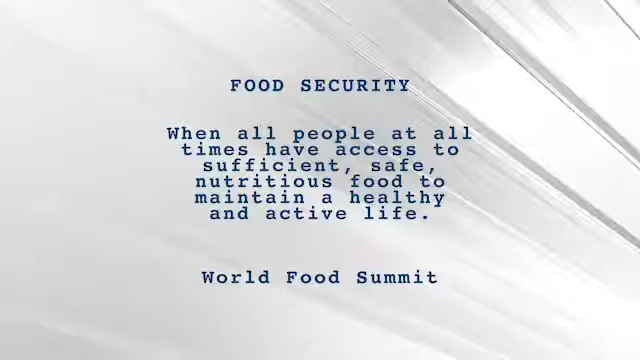 FOOD SECURITY
When all people at all
times have access to
sufficient, safe,
nutritious food to
maintain a healthy
and active life.
World Food Summit